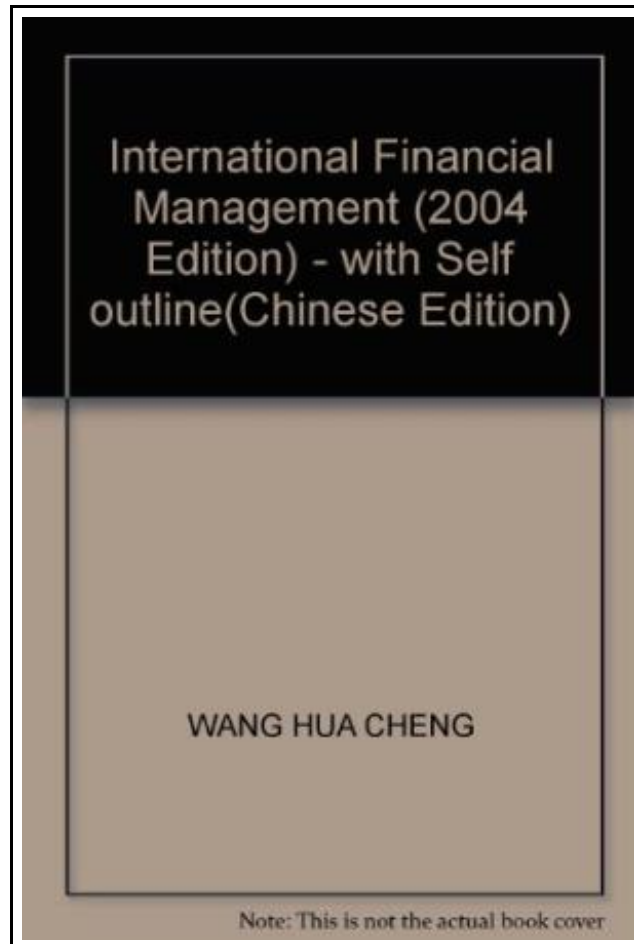 International Financial
Management (2004
Edition) - with Self
outline(Chinese Edition)
WANG HUA CHENG
Note: This is not the actual book cover